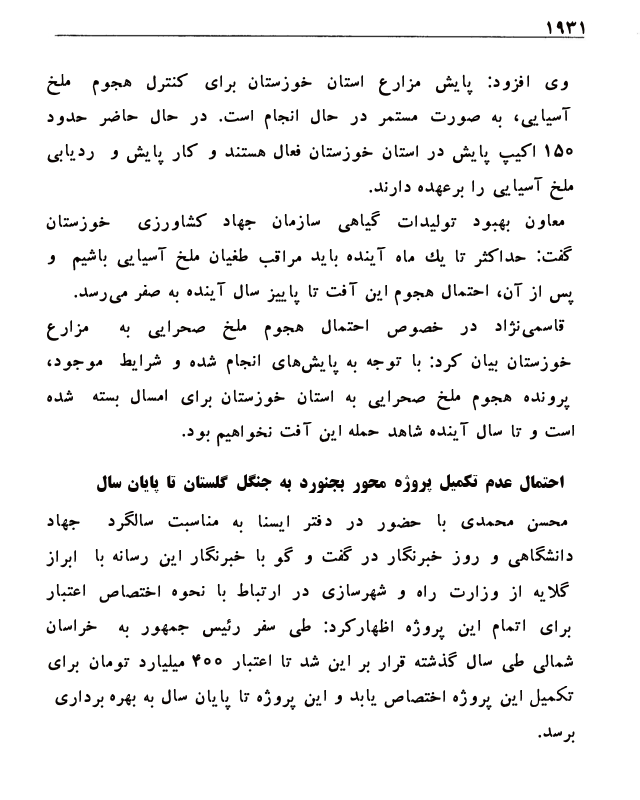 ۱۹۳۱
وی افزود: پایش مزارع استان خوزستان برای کنترل هجوم ملخ
آسیایی، به صورت مستمر در حال انجام است. در حال حاضر حدود
۱۵۰ اکیپ پایش در استان خوزستان فعال هستند و کار پایش و ردیابی
ملخ آسیایی را برعهده دارند.
معاون بهبود تولیدات گیاهی سازمان جهاد کشاورزی خوزستان
گفت: حداکثر تا یك ماه آینده باید مراقب طغیان ملخ آسیایی باشیم و
پس از آن، احتمال هجوم این آفت تا پاییز سال آینده به صفر می‌رسد.
قاسمی‌نژاد در خصوص احتمال هجوم ملخ صحرایی به مزارع
خوزستان بیان کرد: با توجه به پایش‌های انجام شده و شرایط موجود،
پرونده هجوم ملخ صحرایی به استان خوزستان برای امسال بسته شده
است و تا سال آینده شاهد حمله این آفت نخواهیم بود.
احتمال عدم تکمیل پروژه محور بجنورد به جنگل گلستان تا پایان سال
محسن محمدی با حضور در دفتر ایسنا به مناسبت سالگرد جهاد
دانشگاهی و روز خبرنگار در گفت و گو با خبرنگار این رسانه با ابراز
گلایه از وزارت راه و شهرسازی در ارتباط با نحوه اختصاص اعتبار
برای اتمام این پروژه اظهارکرد: طی سفر رئیس جمهور به خراسان
شمالی طی سال گذشته قرار بر این شد تا اعتبار ۴۰۰ میلیارد تومان برای
تکمیل این پروژه اختصاص یابد و این پروژه تا پایان سال به بهره برداری
برسد.